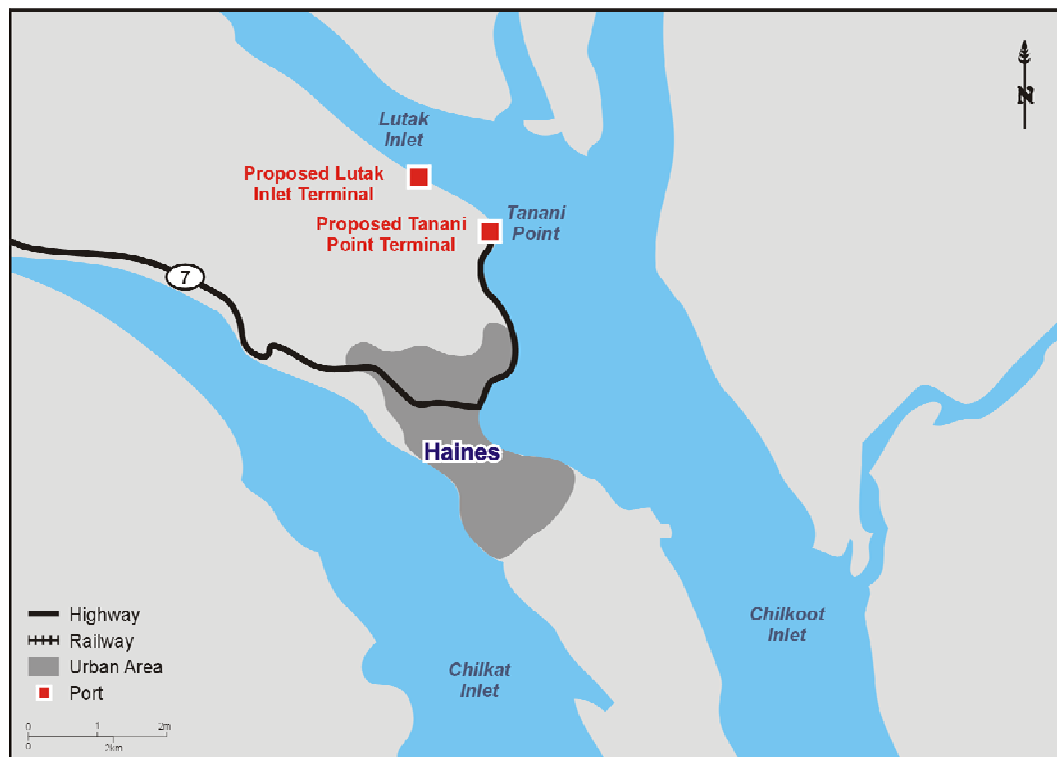 N
Lutak
Inlet
Proposed Lutak
Inlet Terminal
Proposed Tanani
Point Terminal
Tanani
Point
7
Haines
Chilkoot
Inlet
Chilkat
Inlet
Highway
Railway
Urban Area
Port
0 1 2m
0 2km